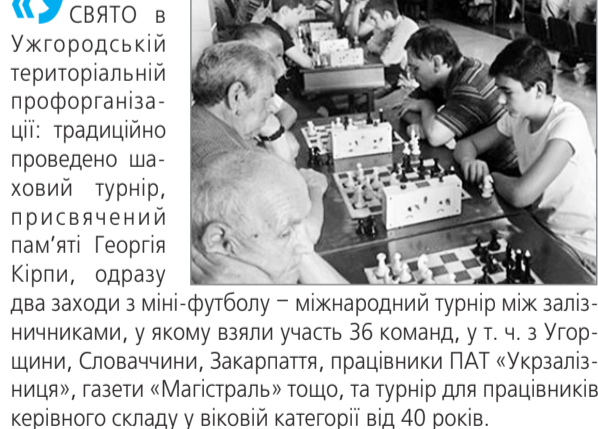 «У
СВЯТО в
Ужгородській
територіальній
профорганіза-
ції: традиційно
проведено ша-
ховий турнір,
присвячений
пам’яті Георгія
Кірпи, одразу
два заходи з міні-футболу – міжнародний турнір між заліз-
ничниками, у якому взяли участь 36 команд, у т. ч. з Угор-
щини, Словаччини, Закарпаття, працівники ПАТ «Укрзаліз-
ниця», газети «Магістраль» тощо, та турнір для працівників
керівного складу у віковій категорії від 40 років.